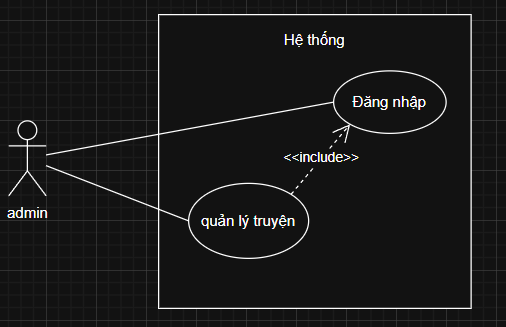 Hệ thống
Đăng nhập
<<include>>
quản lý truyện
admin